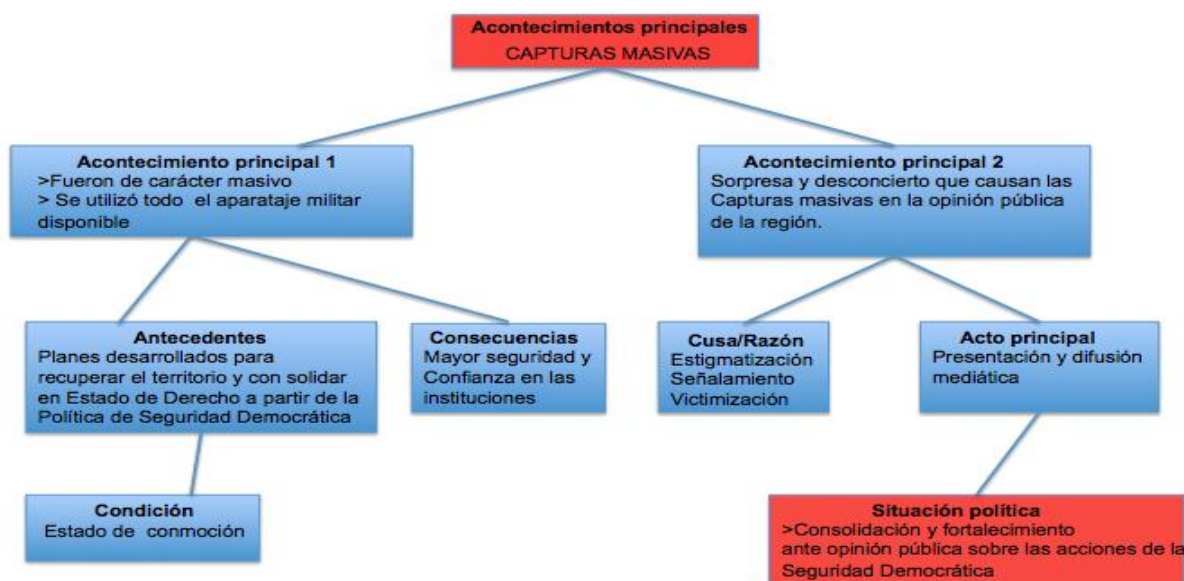 Acontecimientos principales
CAPTURAS MASIVAS
Acontecimiento principal 1
>Fueron de carácter masivo
> Se utilizó todo el aparataje militar
disponible
Acontecimiento principal 2
Sorpresa y desconcierto que causan las
Capturas masivas en la opinión pública
de la región.
Antecedentes
Planes desarrollados para
recuperar el territorio y con solidar
en Estado de Derecho a partir de la
Política de Seguridad Democrática
Consecuencias
Mayor seguridad y
Confianza en las
instituciones
Cusa/Razón
Estigmatización
Señalamiento
Victimización
Acto principal
Presentación y difusión
mediática
Condición
Estado de conmoción
Situación política
>Consolidación y fortalecimiento
ante opinión pública sobre las acciones de la
Seguridad Democrática